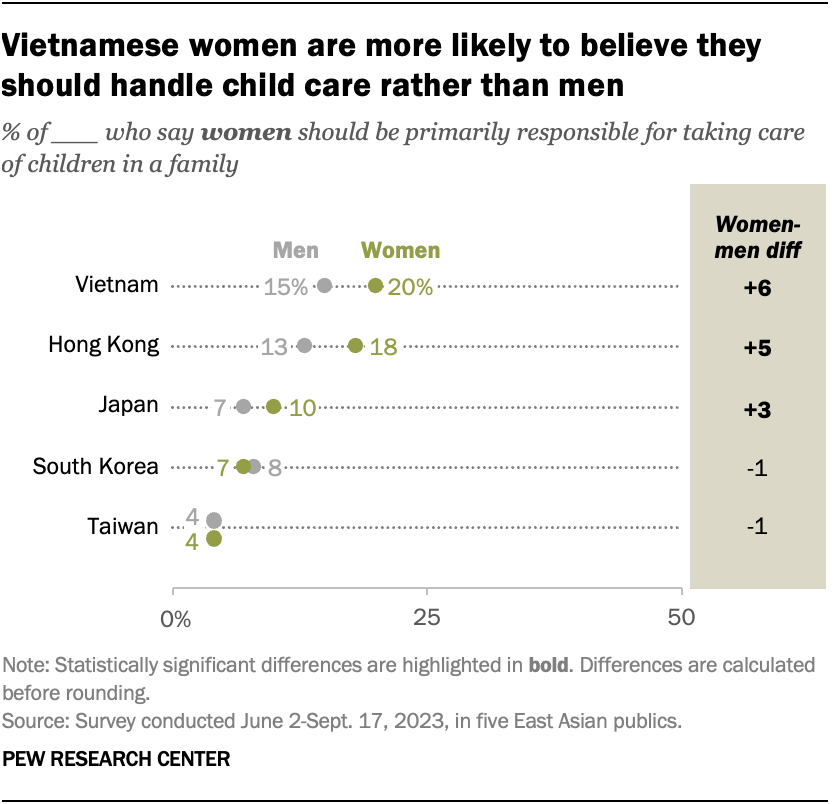 Vietnamese women are more likely to believe they
should handle child care rather than men
% of ___ who say women should be primarily responsible for taking care
of children in a family
Women-
men diff
Men Women
Vietnam 15% 20% +6
Hong Kong 13 18 +5
Japan 7 10 +3
South Korea 7 8 -1
Taiwan 4 4 -1
0% 25 50
Note: Statistically significant differences are highlighted in bold. Differences are calculated
before rounding.
Source: Survey conducted June 2-Sept. 17, 2023, in five East Asian publics.
PEW RESEARCH CENTER